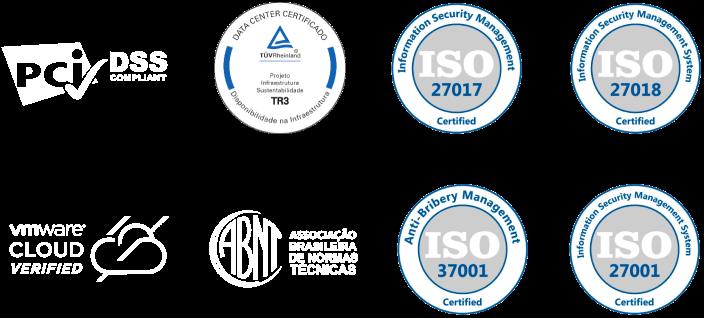 PCI
DSS
COMPLIANT
DATA CENTER CERTIFICADO
TÜVRheinland®
Projeto
Infraestrutura
Sustentabilidade
TR3
Disponibilidade na Infraestrutura
Information Security Management
ISO
27017
Certified
Information Security Management System
ISO
27018
Certified
vmware®
CLOUD
VERIFIED
ABNT
ASSOCIAÇÃO
BRASILEIRA
DE NORMAS
TÉCNICAS
Anti-Bribery Management
ISO
37001
Certified
Information Security Management System
ISO
27001
Certified